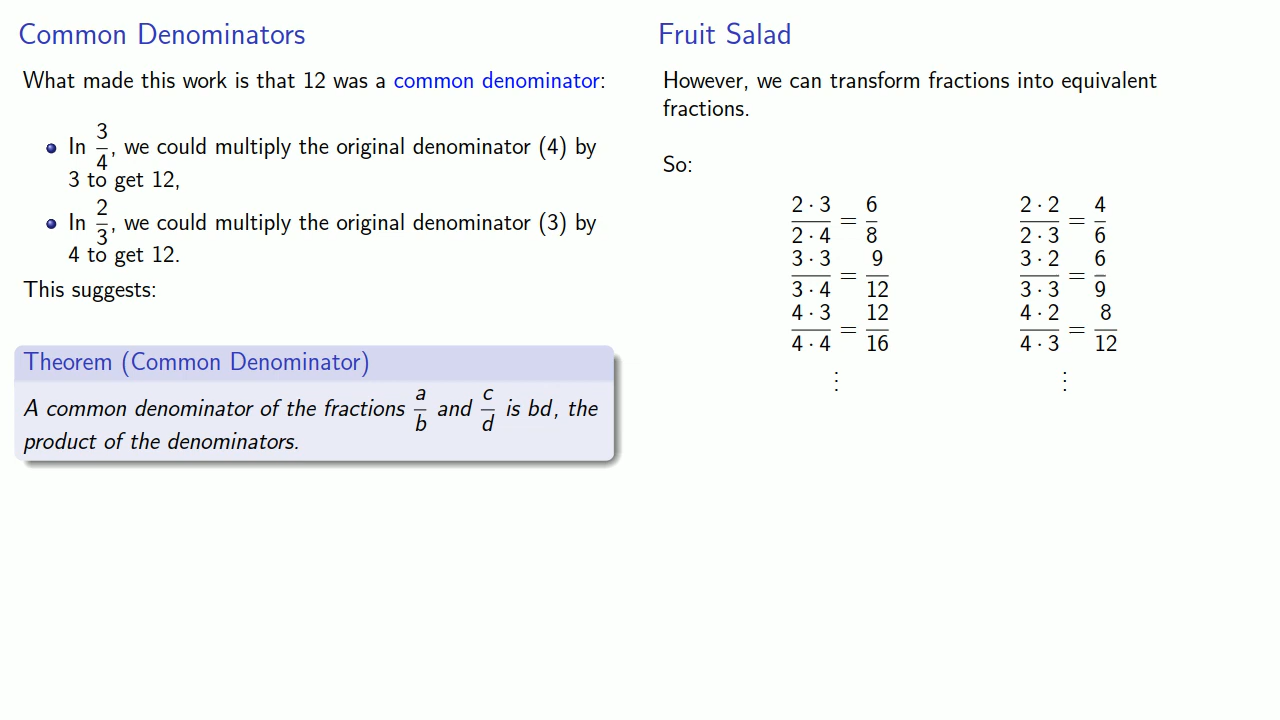 Common Denominators
What made this work is that 12 was a common denominator:
In 3/4, we could multiply the original denominator (4) by
3 to get 12,
In 2/3, we could multiply the original denominator (3) by
4 to get 12.
This suggests:
Theorem (Common Denominator)
A common denominator of the fractions a/b and c/d is bd, the
product of the denominators.
Fruit Salad
However, we can transform fractions into equivalent
fractions.
So:
2 · 3 / 2 · 4 = 6/8    2 · 2 / 2 · 3 = 4/6
3 · 3 / 3 · 4 = 9/12    3 · 2 / 3 · 3 = 6/9
4 · 3 / 4 · 4 = 12/16    4 · 2 / 4 · 3 = 8/12
⋮    ⋮